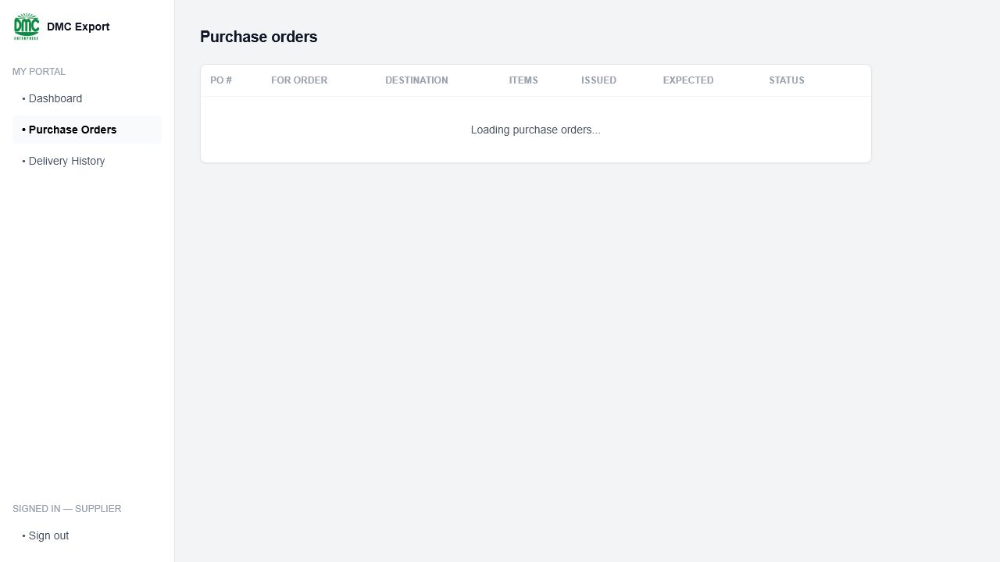 DMC
ENTERPRISE
DMC Export
MY PORTAL
• Dashboard
• Purchase Orders
• Delivery History
SIGNED IN — SUPPLIER
• Sign out
Purchase orders
PO # FOR ORDER DESTINATION ITEMS ISSUED EXPECTED STATUS
Loading purchase orders...